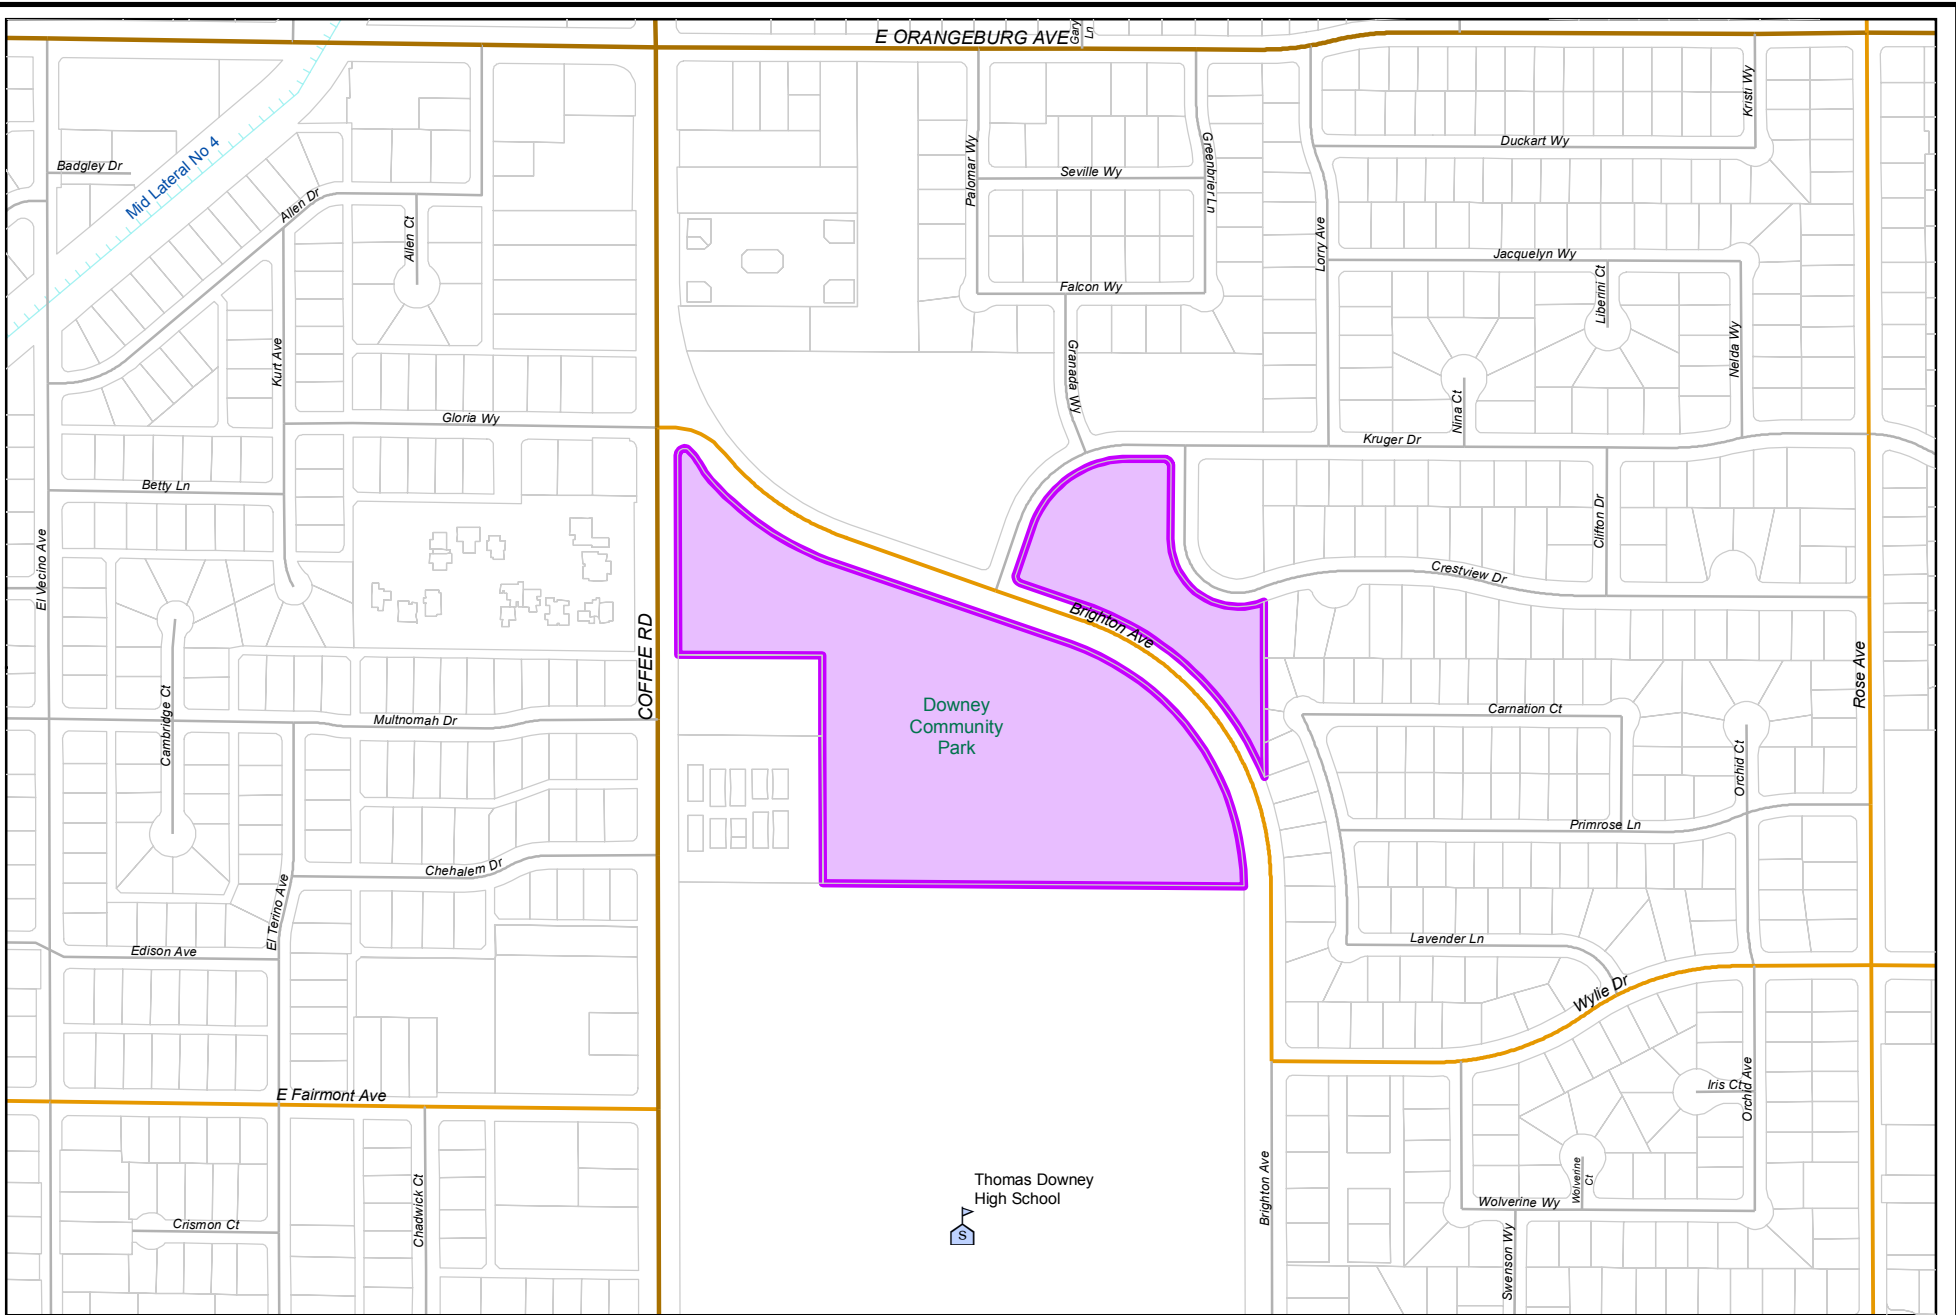 E ORANGEBURG AVE
Gary
Ln
Kristi Wy
Mid Lateral No 4
Badgley Dr
Allen Dr
Allen Ct
Palomar Wy
Seville Wy
Greenbrier Ln
Duckart Wy
Lorry Ave
Jacquelyn Wy
Liberini Ct
Falcon Wy
Kurt Ave
Granada Wy
Nelda Wy
Nina Ct
Gloria Wy
Kruger Dr
Betty Ln
El Vecino Ave
Clifton Dr
Crestview Dr
Brighton Ave
COFFEE RD
Rose Ave
Cambridge Ct
Multnomah Dr
Downey
Community
Park
Carnation Ct
Orchid Ct
Primrose Ln
Chehalem Dr
El Terino Ave
Edison Ave
Lavender Ln
Wylie Dr
E Fairmont Ave
Iris Ct
Orchid Ave
Chadwick Ct
Crismon Ct
Thomas Downey
High School
S
Brighton Ave
Wolverine
Ct
Wolverine Wy
Swenson Wy